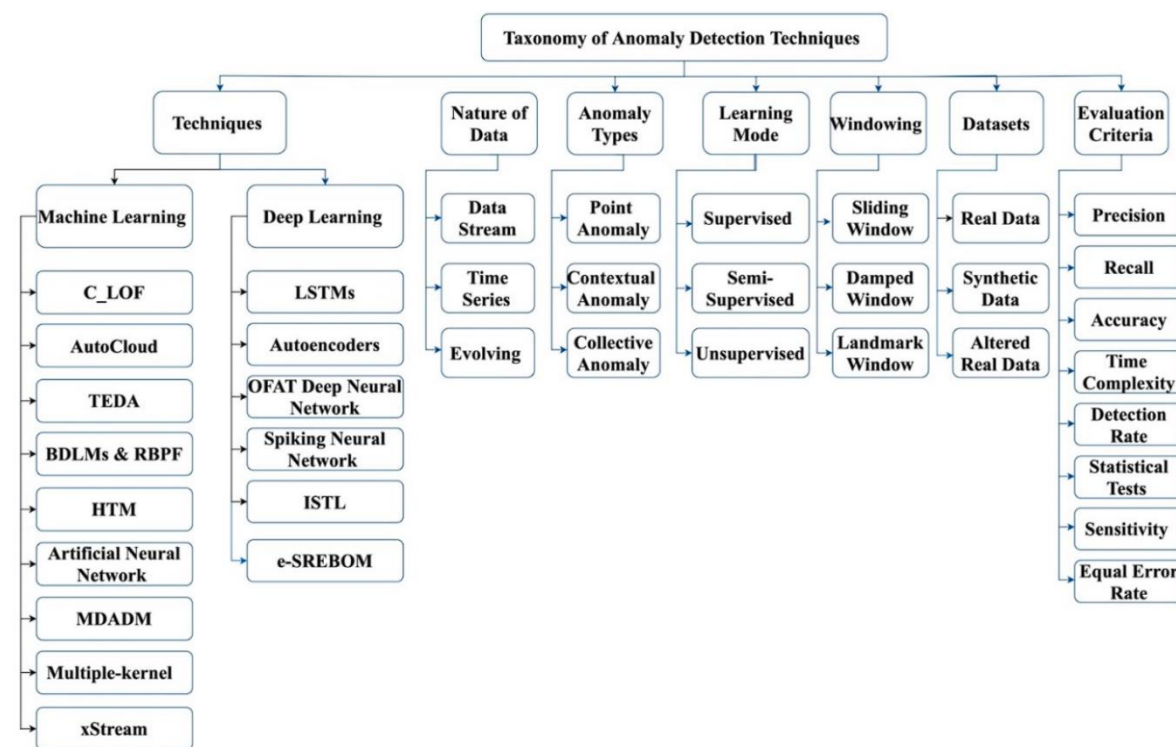 Taxonomy of Anomaly Detection Techniques
Techniques
Nature of
Data
Anomaly
Types
Learning
Mode
Windowing
Datasets
Evaluation
Criteria
Machine Learning
C_LOF
AutoCloud
TEDA
BDLMs & RBPF
HTM
Artificial Neural
Network
MDADM
Multiple-kernel
xStream
Deep Learning
LSTMs
Autoencoders
OFAT Deep Neural
Network
Spiking Neural
Network
ISTL
e-SREBOM
Data
Stream
Time
Series
Evolving
Point
Anomaly
Contextual
Anomaly
Collective
Anomaly
Supervised
Semi-
Supervised
Unsupervised
Sliding
Window
Damped
Window
Landmark
Window
Real Data
Synthetic
Data
Altered
Real Data
Precision
Recall
Accuracy
Time
Complexity
Detection
Rate
Statistical
Tests
Sensitivity
Equal Error
Rate